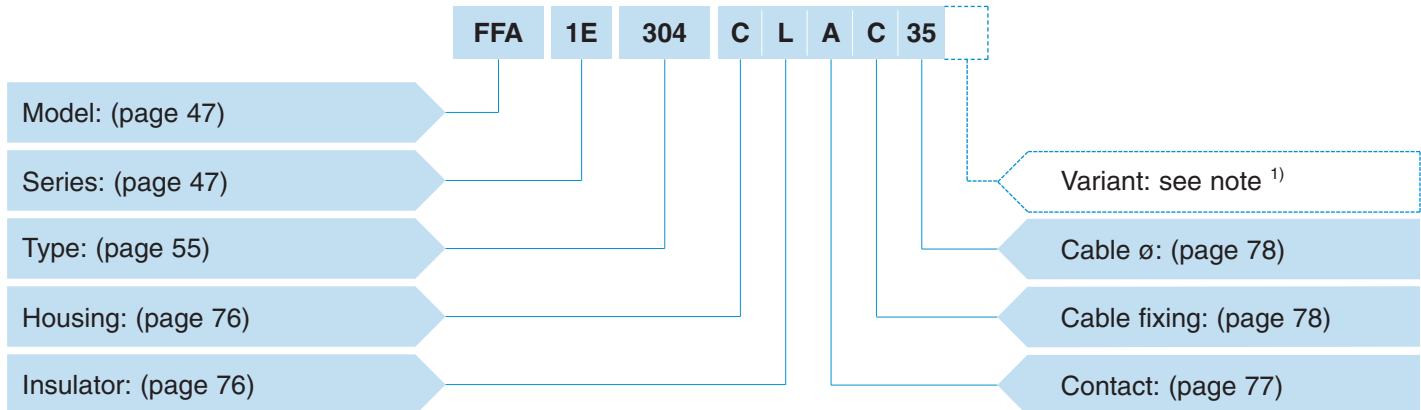 FFA 1E 304 C L A C 35
Model: (page 47)
Series: (page 47)
Type: (page 55)
Housing: (page 76)
Insulator: (page 76)
Variant: see note 1)
Cable ø: (page 78)
Cable fixing: (page 78)
Contact: (page 77)